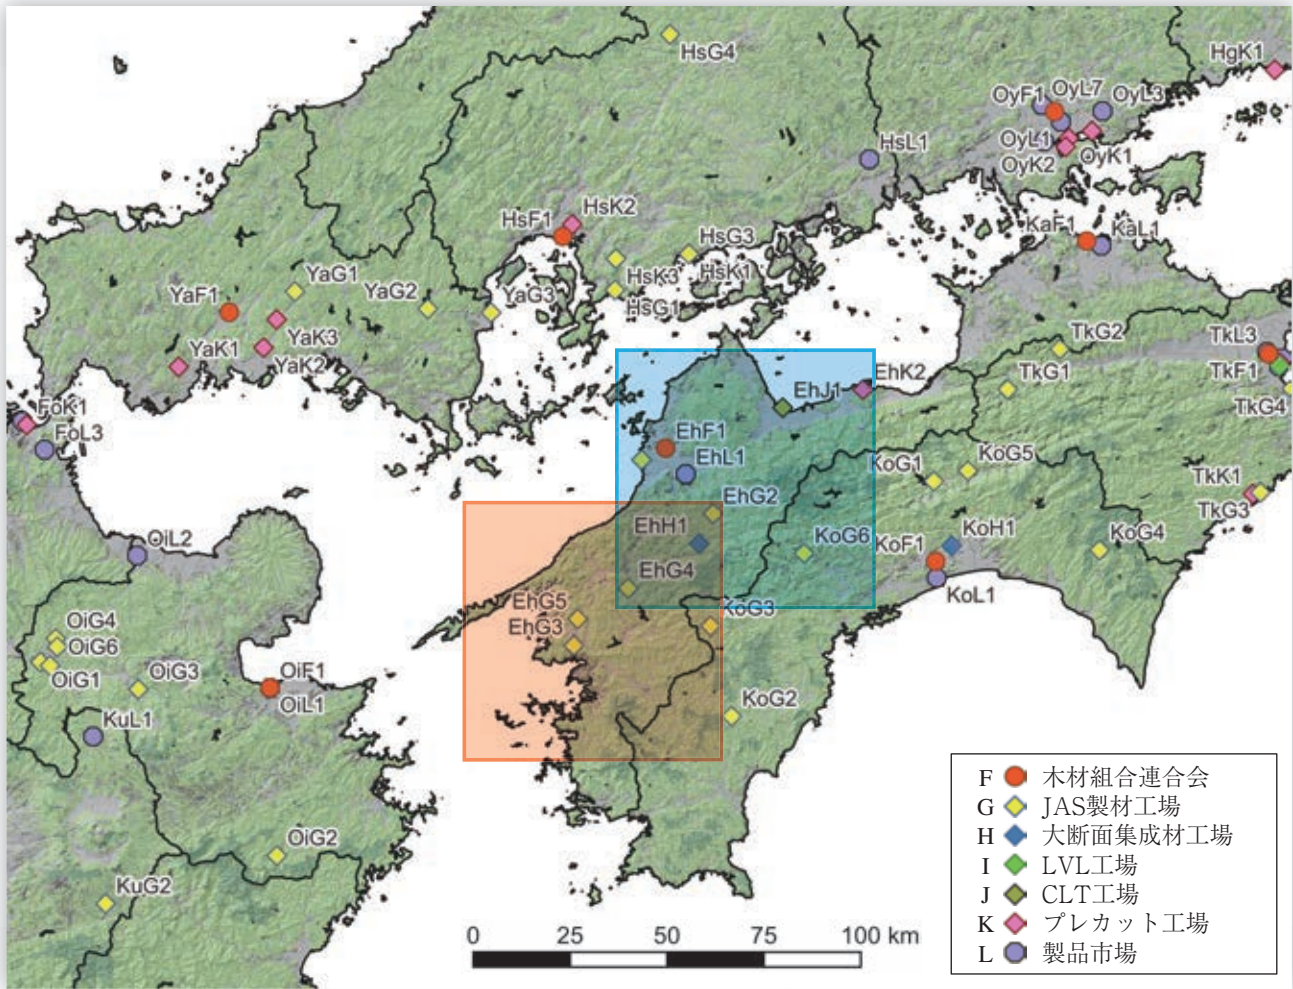 HsG4
HgK1
OyF1
OyL7
OyL3
OyL1
OyK2
OyK1
HsL1
HsK2
HsF1
KaF1
KaL1
HsG3
HsK3
HsK1
HsG1
YaG1
YaF1
YaG2
YaG3
YaK3
YaK1
YaK2
TkG2
TkL3
TkG1
TkF1
TkG4
EhK2
EhJ1
FoK1
FoL3
EhF1
EhL1
KoG1
KoG5
TkK1
TkG3
EhG2
EhH1
KoG6
KoF1
KoH1
KoG4
OiL2
EhG4
KoL1
EhG5
KoG3
EhG3
OiG4
OiG6
OiG1
OiG3
OiF1
OiL1
KuL1
KoG2
OiG2
KuG2
F 木材組合連合会
G JAS製材工場
H 大断面集成材工場
I LVL工場
J CLT工場
K プレカット工場
L 製品市場
0 25 50 75 100 km